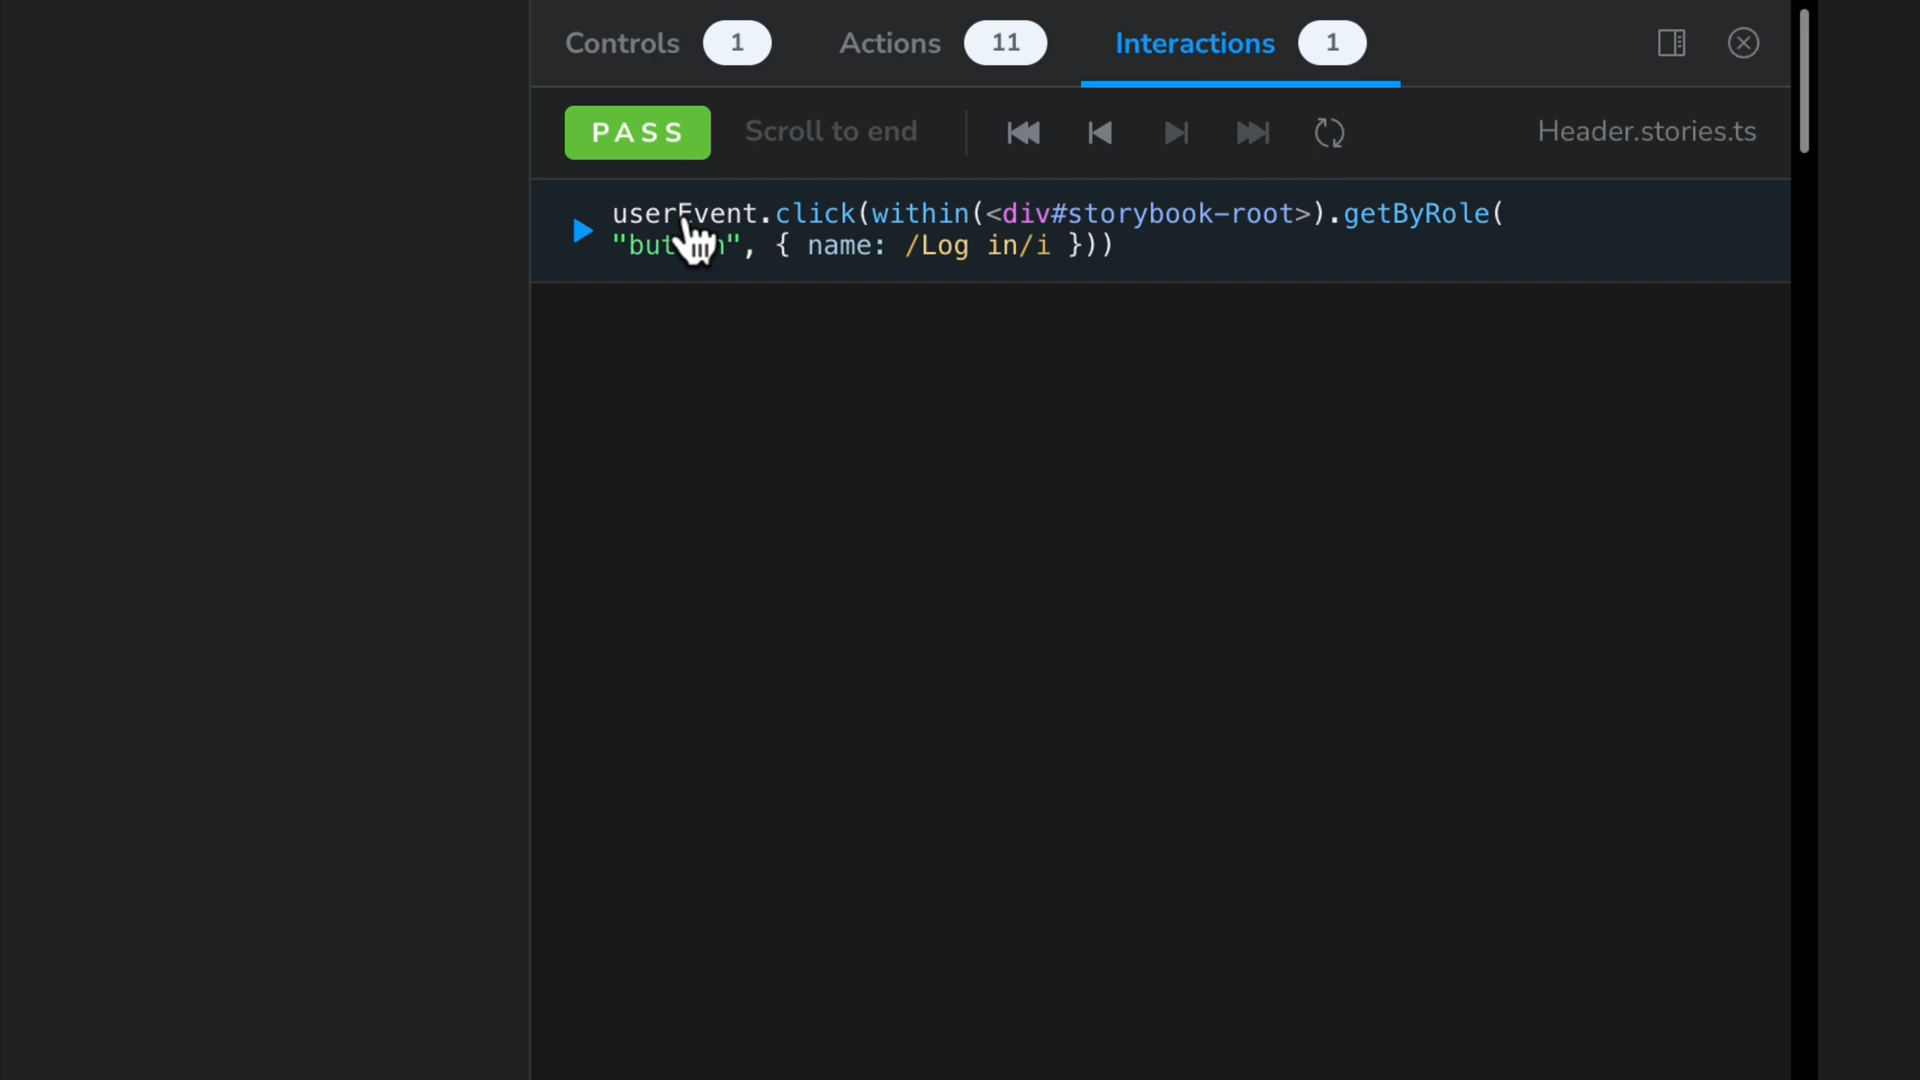 Controls 1 Actions 11 Interactions 1
PASS Scroll to end Header.stories.ts
userEvent.click(within(<div#storybook-root>).getByRole(
{ name: /Log in/i }))